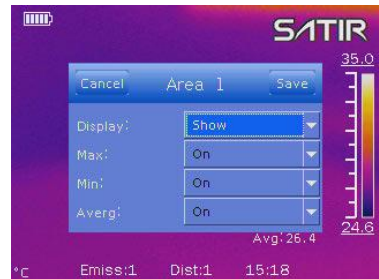 SATIR
35.0
Cancel Area 1 Save
Display: Show
Max: On
Min: On
Averg: On
Avg:26.4
24.6
°C Emiss:1 Dist:1 15:18